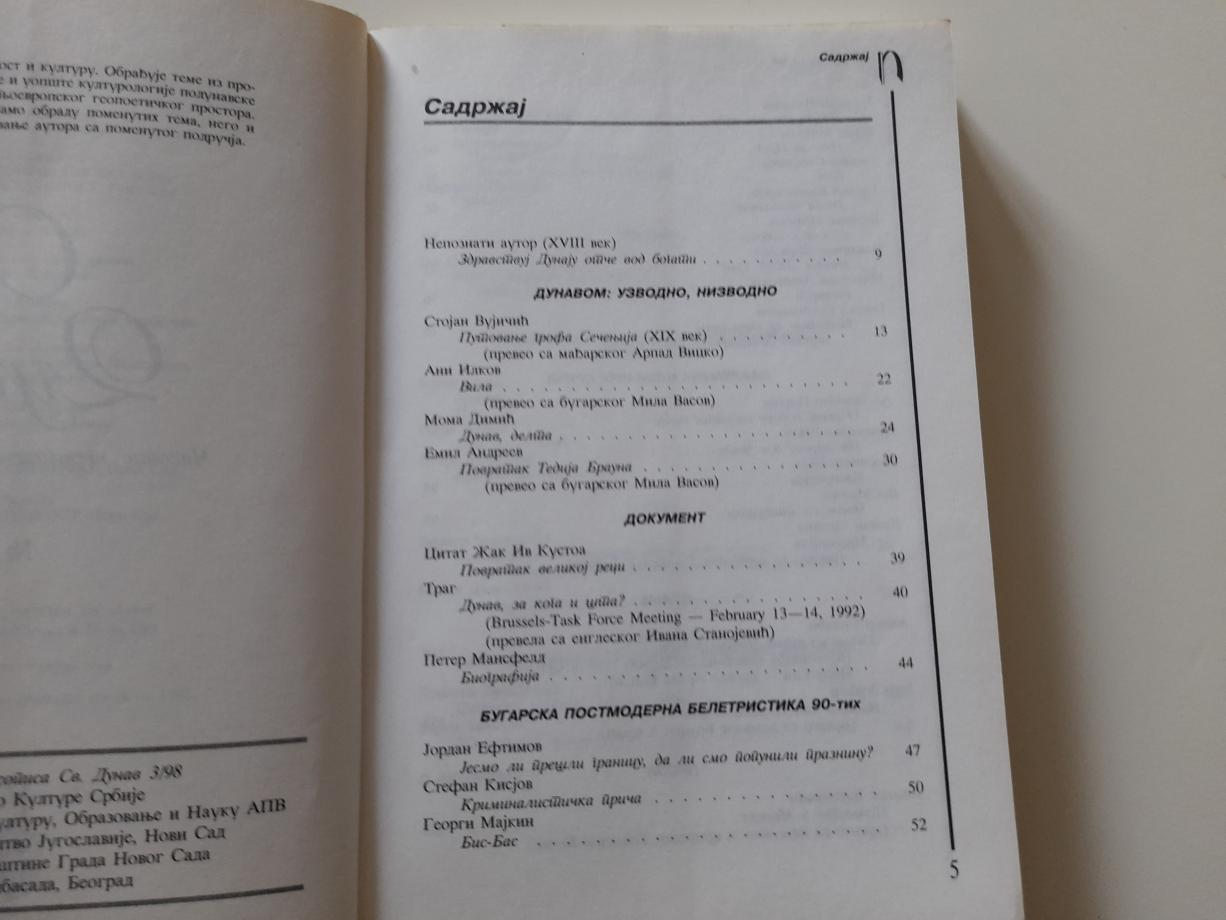 ост и културу. Обрађује теме из про-
е и уопште културологије подунавске
њоевропског геопоетичког простора.
амо обраду поменутих тема, него и
вање аутора са поменутог подручја.
сописа Св. Дунав 3/98
о Културе Србије
ултуру, Образовање и Науку АПВ
тво Југославије, Нови Сад
штине Града Новог Сада
басада, Београд
Садржај
Садржај
Непознати аутор (XVIII век)
Здравствуј Дунају отче вод богати . . . . . . . . . . . 9
ДУНАВОМ: УЗВОДНО, НИЗВОДНО
Стојан Вујичић
Путовање грофа Сечењија (XIX век) . . . . . . . . . . 13
(превео са мађарског Арпад Вицко)
Ани Илков
Вила . . . . . . . . . . . . . . . . . . . . . . . . . 22
(превео са бугарског Мила Васов)
Мома Димић
Дунав, делта . . . . . . . . . . . . . . . . . . . . . 24
Емил Андреев
Повратак Тедија Брауна . . . . . . . . . . . . . . . . 30
(превео са бугарског Мила Васов)
ДОКУМЕНТ
Цитат Жак Ив Кустоа
Повратак великој реци . . . . . . . . . . . . . . . . . 39
Траг
Дунав, за кога и шта? . . . . . . . . . . . . . . . . . 40
(Brussels-Task Force Meeting — February 13—14, 1992)
(превела са енглеског Ивана Станојевић)
Петер Мансфелд
Биографија . . . . . . . . . . . . . . . . . . . . . . . 44
БУГАРСКА ПОСТМОДЕРНА БЕЛЕТРИСТИКА 90-тих
Јордан Ефтимов
Јесмо ли прешли границу, да ли смо попунили празнину? 47
Стефан Кисјов
Криминалистичка прича . . . . . . . . . . . . . . . . 50
Георги Мајкин
Бис-Бас . . . . . . . . . . . . . . . . . . . . . . . . . 52
5